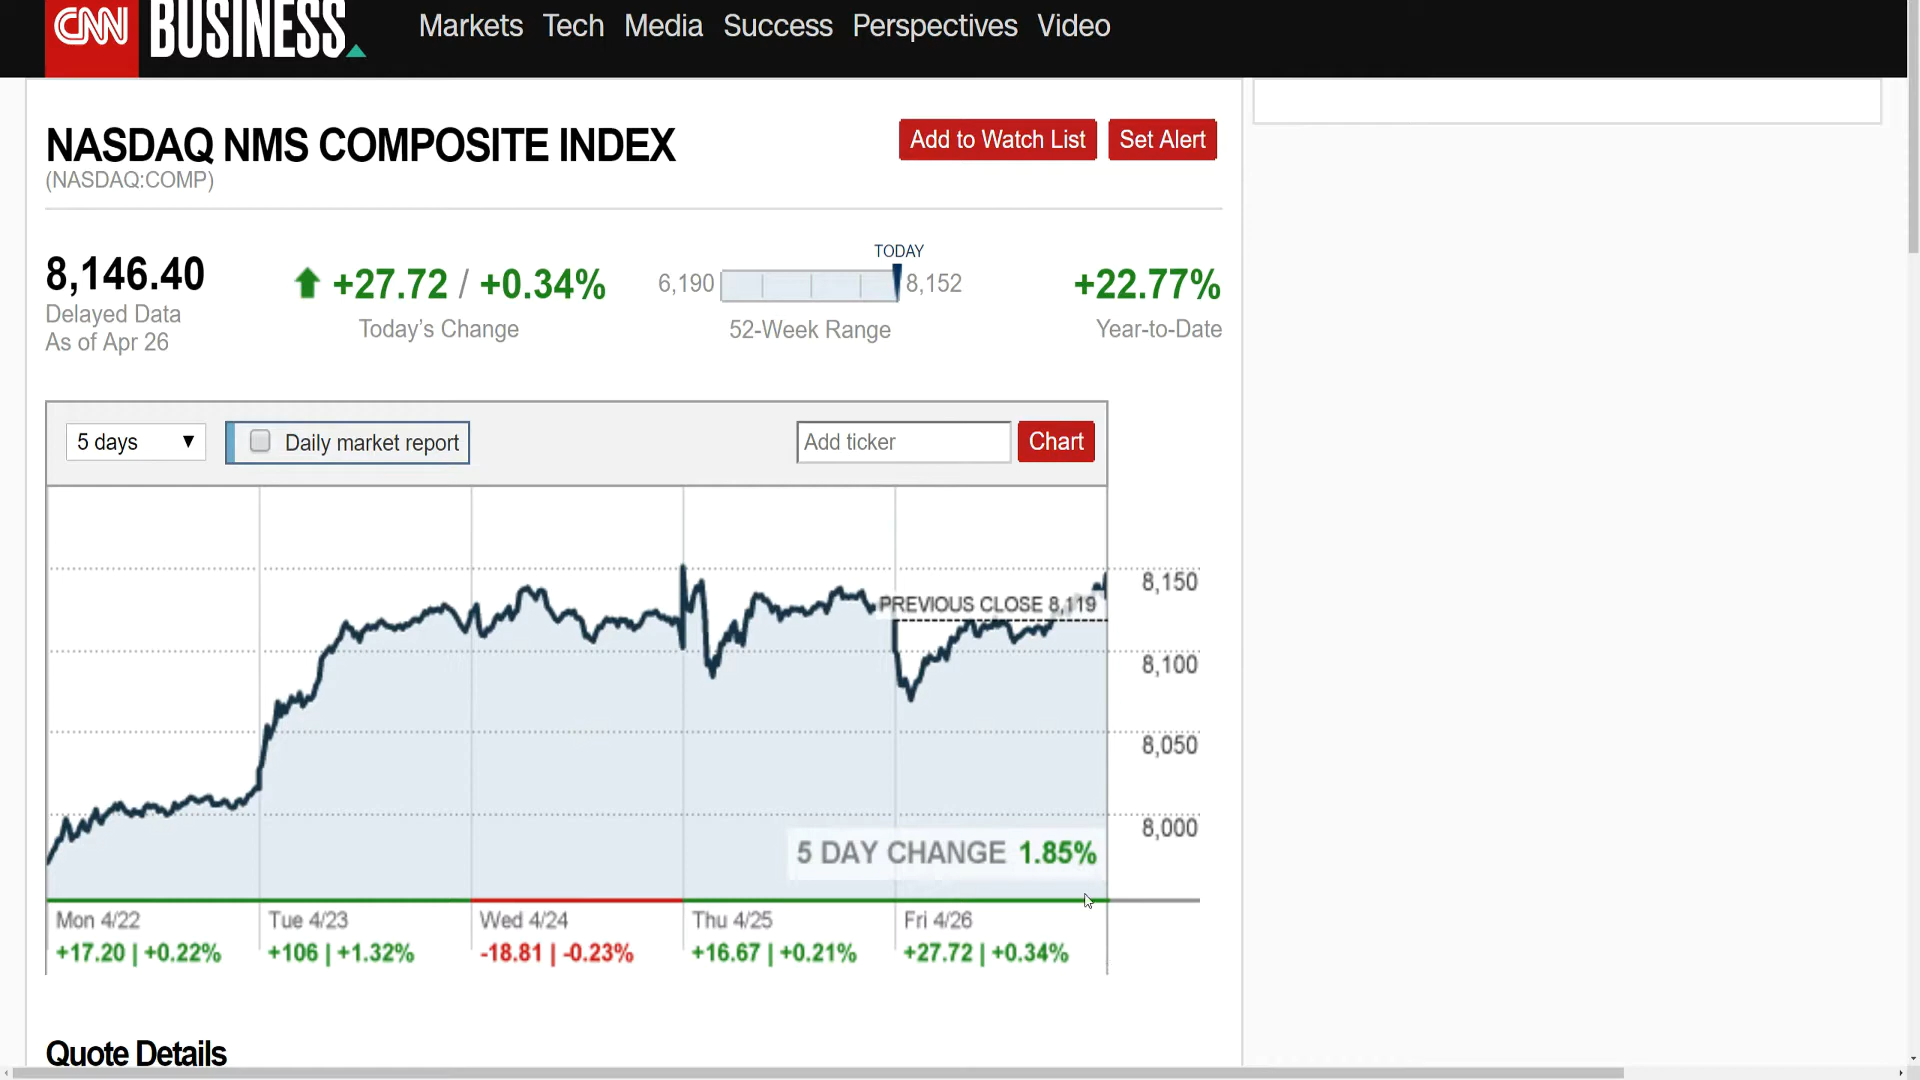 CNN BUSINESS Markets Tech Media Success Perspectives Video
NASDAQ NMS COMPOSITE INDEX
Add to Watch List Set Alert
(NASDAQ:COMP)
TODAY
8,146.40 +27.72 / +0.34% 6,190 8,152 +22.77%
Delayed Data Today's Change 52-Week Range Year-to-Date
As of Apr 26
5 days Daily market report Add ticker Chart
8,150
PREVIOUS CLOSE 8,119
8,100
8,050
8,000
5 DAY CHANGE 1.85%
Mon 4/22 Tue 4/23 Wed 4/24 Thu 4/25 Fri 4/26
+17.20 | +0.22% +106 | +1.32% -18.81 | -0.23% +16.67 | +0.21% +27.72 | +0.34%
Quote Details